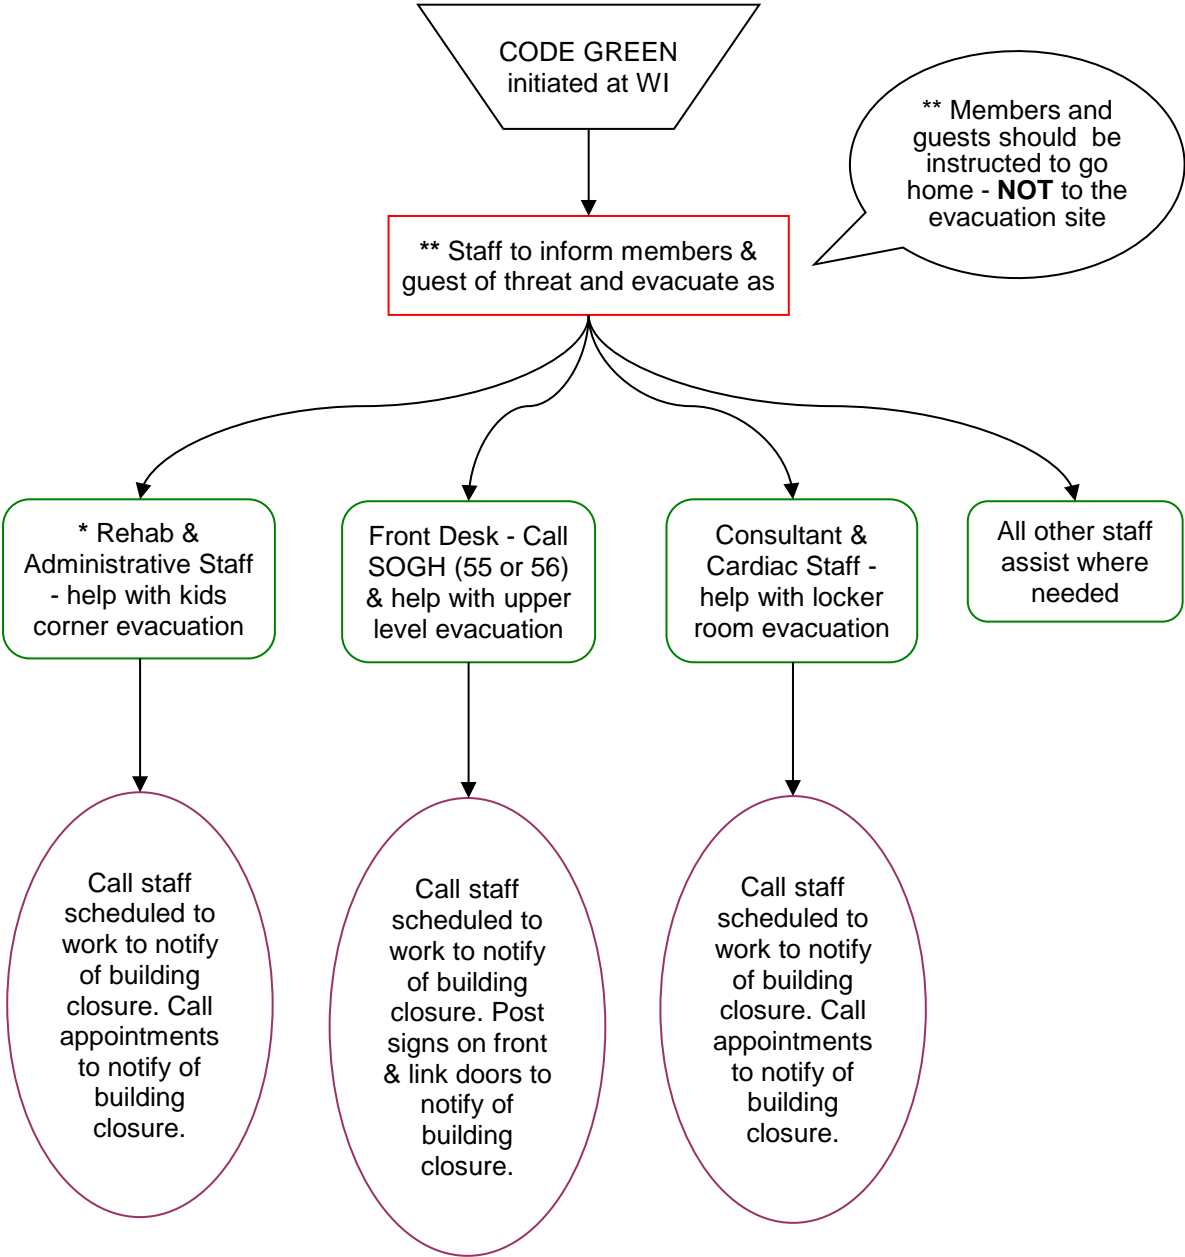 CODE GREEN
initiated at WI
** Members and
guests should be
instructed to go
home - NOT to the
evacuation site
** Staff to inform members &
guest of threat and evacuate as
* Rehab &
Administrative Staff
- help with kids
corner evacuation
Front Desk - Call
SOGH (55 or 56)
& help with upper
level evacuation
Consultant &
Cardiac Staff -
help with locker
room evacuation
All other staff
assist where
needed
Call staff
scheduled to
work to notify
of building
closure. Call
appointments
to notify of
building
closure.
Call staff
scheduled to
work to notify
of building
closure. Post
signs on front
& link doors to
notify of
building
closure.
Call staff
scheduled to
work to notify
of building
closure. Call
appointments
to notify of
building
closure.